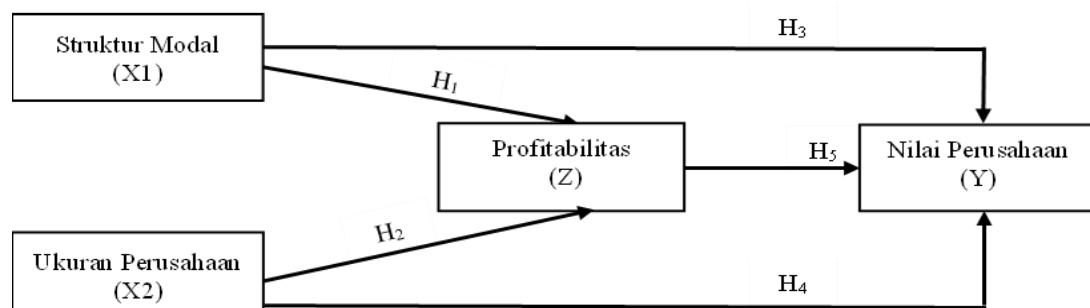 Struktur Modal
(X1)
H3
H1
Profitabilitas
(Z)
H5
Nilai Perusahaan
(Y)
H2
Ukuran Perusahaan
(X2)
H4